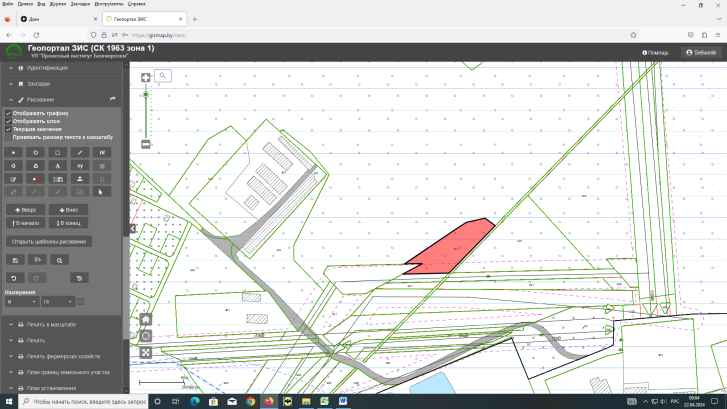 Файл Правка Вид Журнал Закладки Инструменты Справка
Дзен
Геопортал ЗИС
https://gismap.by/next/
Геопортал ЗИС (СК 1963 зона 1)
УП "Проектный институт Белгипрозем"
Помощь
Selivonik
Идентификация
Закладки
Рисование
Отображать графику
Отображать слои
Текущие значения
Привязать размер текста к масштабу
Вверх
Вниз
В начало
В конец
Открыть шаблоны рисования
Измерения
м
га
Печать в масштабе
Печать
Печать фермерских хозяйств
План границ земельного участка
План установления
Чтобы начать поиск, введите здесь запрос
РУС
09:04
22.04.2024